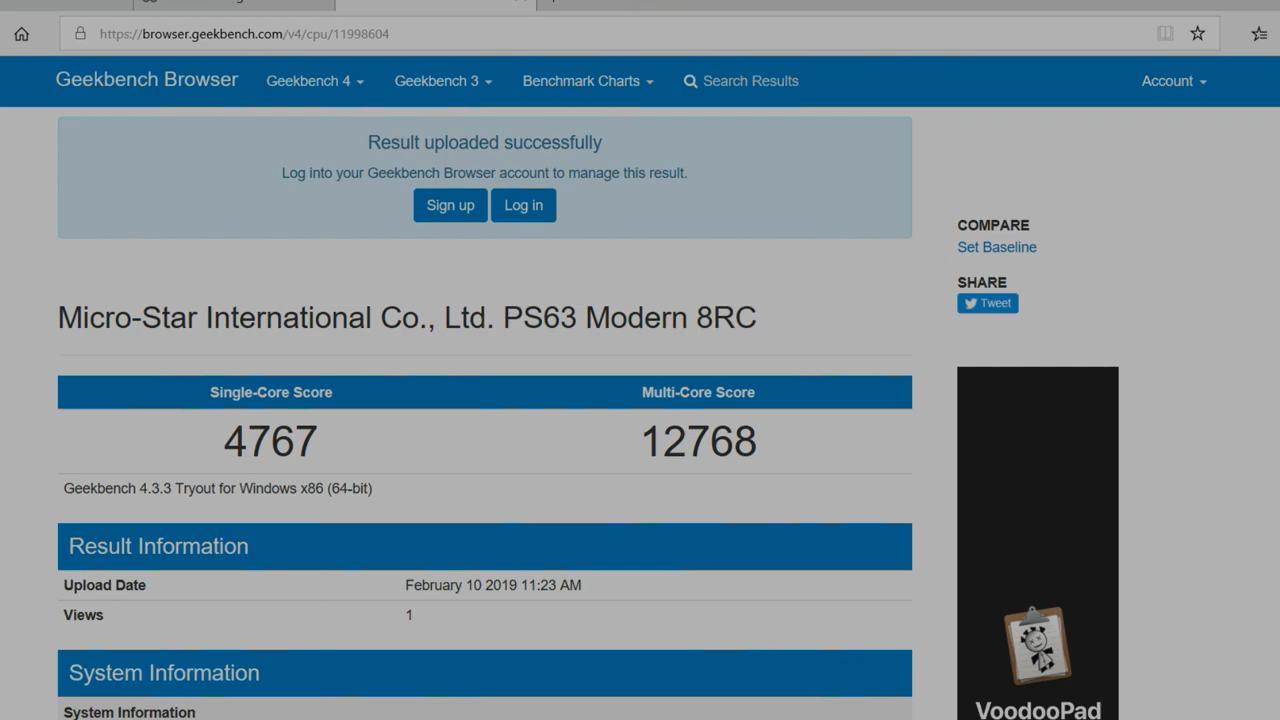 https://browser.geekbench.com/v4/cpu/11998604
Geekbench Browser Geekbench 4 Geekbench 3 Benchmark Charts Search Results Account
Result uploaded successfully
Log into your Geekbench Browser account to manage this result.
Sign up Log in
COMPARE
Set Baseline
SHARE
Tweet
Micro-Star International Co., Ltd. PS63 Modern 8RC
Single-Core Score Multi-Core Score
4767 12768
Geekbench 4.3.3 Tryout for Windows x86 (64-bit)
Result Information
Upload Date February 10 2019 11:23 AM
Views 1
System Information
System Information
VoodooPad